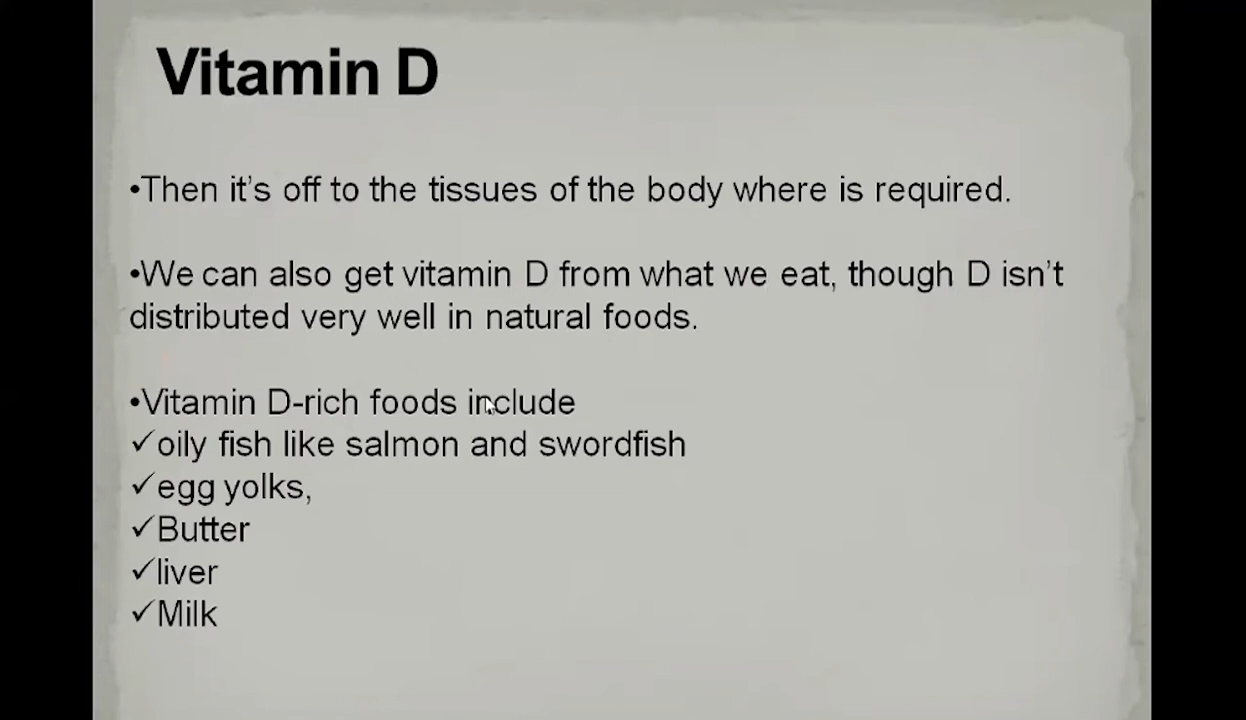 Vitamin D
•Then it's off to the tissues of the body where is required.
•We can also get vitamin D from what we eat, though D isn't
distributed very well in natural foods.
•Vitamin D-rich foods include
✓oily fish like salmon and swordfish
✓egg yolks,
✓Butter
✓liver
✓Milk